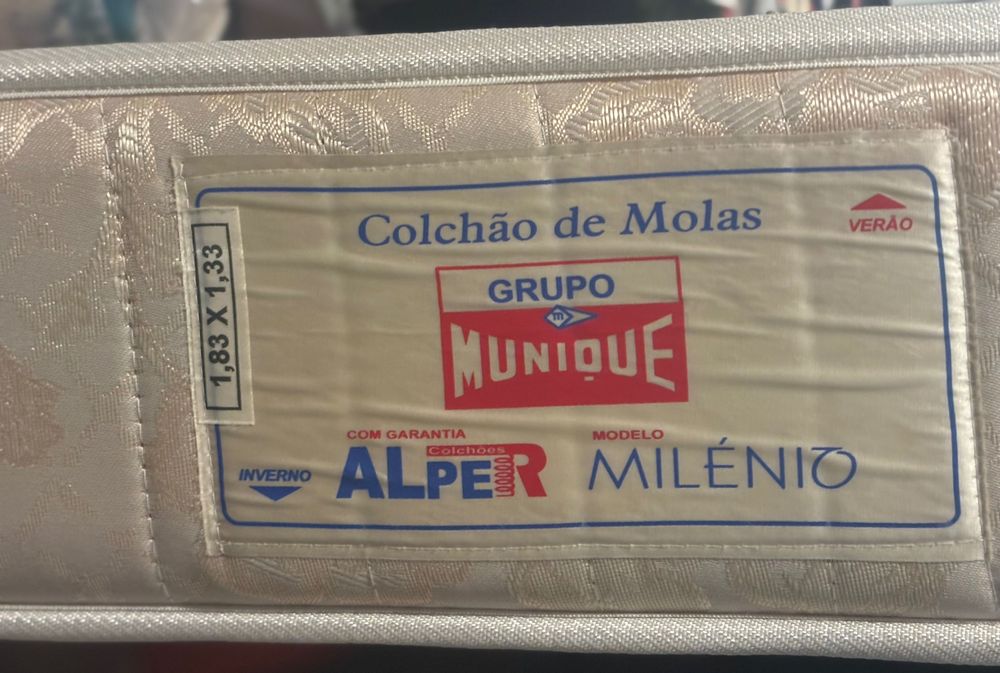 Colchão de Molas
VERÃO
1,83 X 1,33
GRUPO
m
MUNIQUE
COM GARANTIA
Colchões
ALPER
MODELO
MILÉNIO
INVERNO